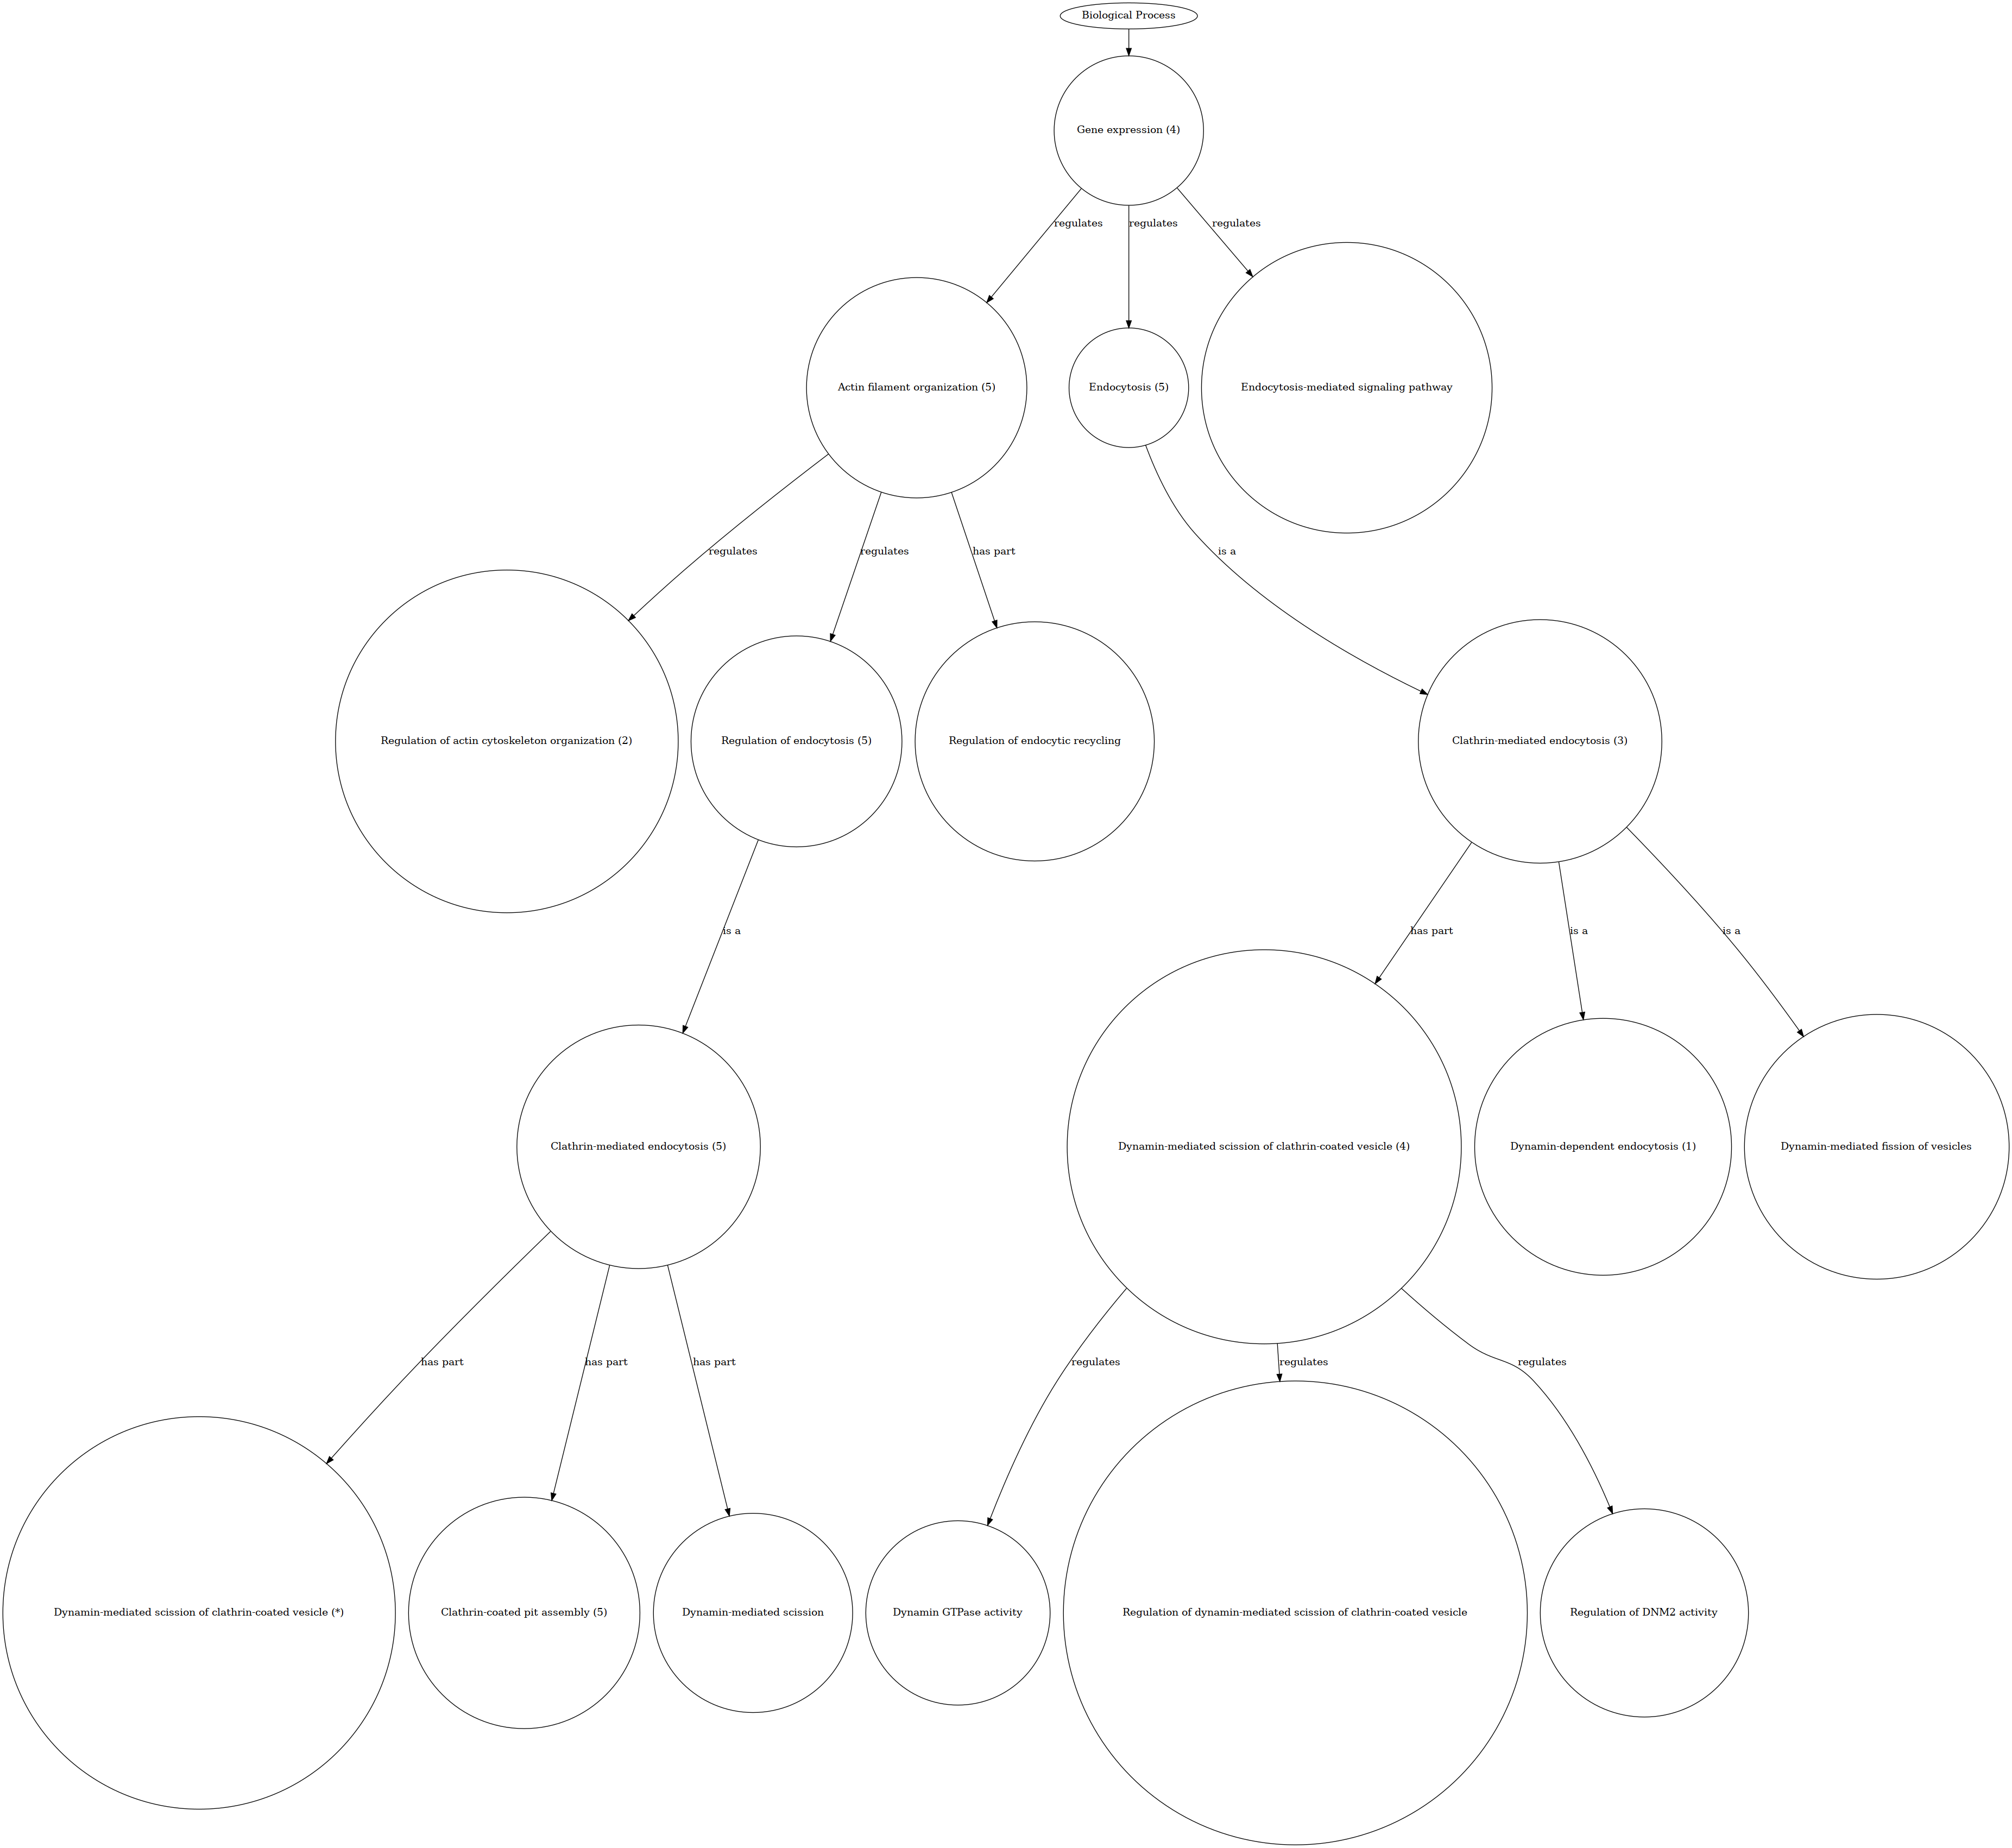 Biological Process
Gene expression (4)
regulates
regulates
regulates
Actin filament organization (5)
Endocytosis (5)
Endocytosis-mediated signaling pathway
regulates
regulates
has part
is a
Regulation of actin cytoskeleton organization (2)
Regulation of endocytosis (5)
Regulation of endocytic recycling
Clathrin-mediated endocytosis (3)
is a
has part
is a
is a
Clathrin-mediated endocytosis (5)
Dynamin-mediated scission of clathrin-coated vesicle (4)
Dynamin-dependent endocytosis (1)
Dynamin-mediated fission of vesicles
has part
has part
has part
regulates
regulates
regulates
Dynamin-mediated scission of clathrin-coated vesicle (*)
Clathrin-coated pit assembly (5)
Dynamin-mediated scission
Dynamin GTPase activity
Regulation of dynamin-mediated scission of clathrin-coated vesicle
Regulation of DNM2 activity